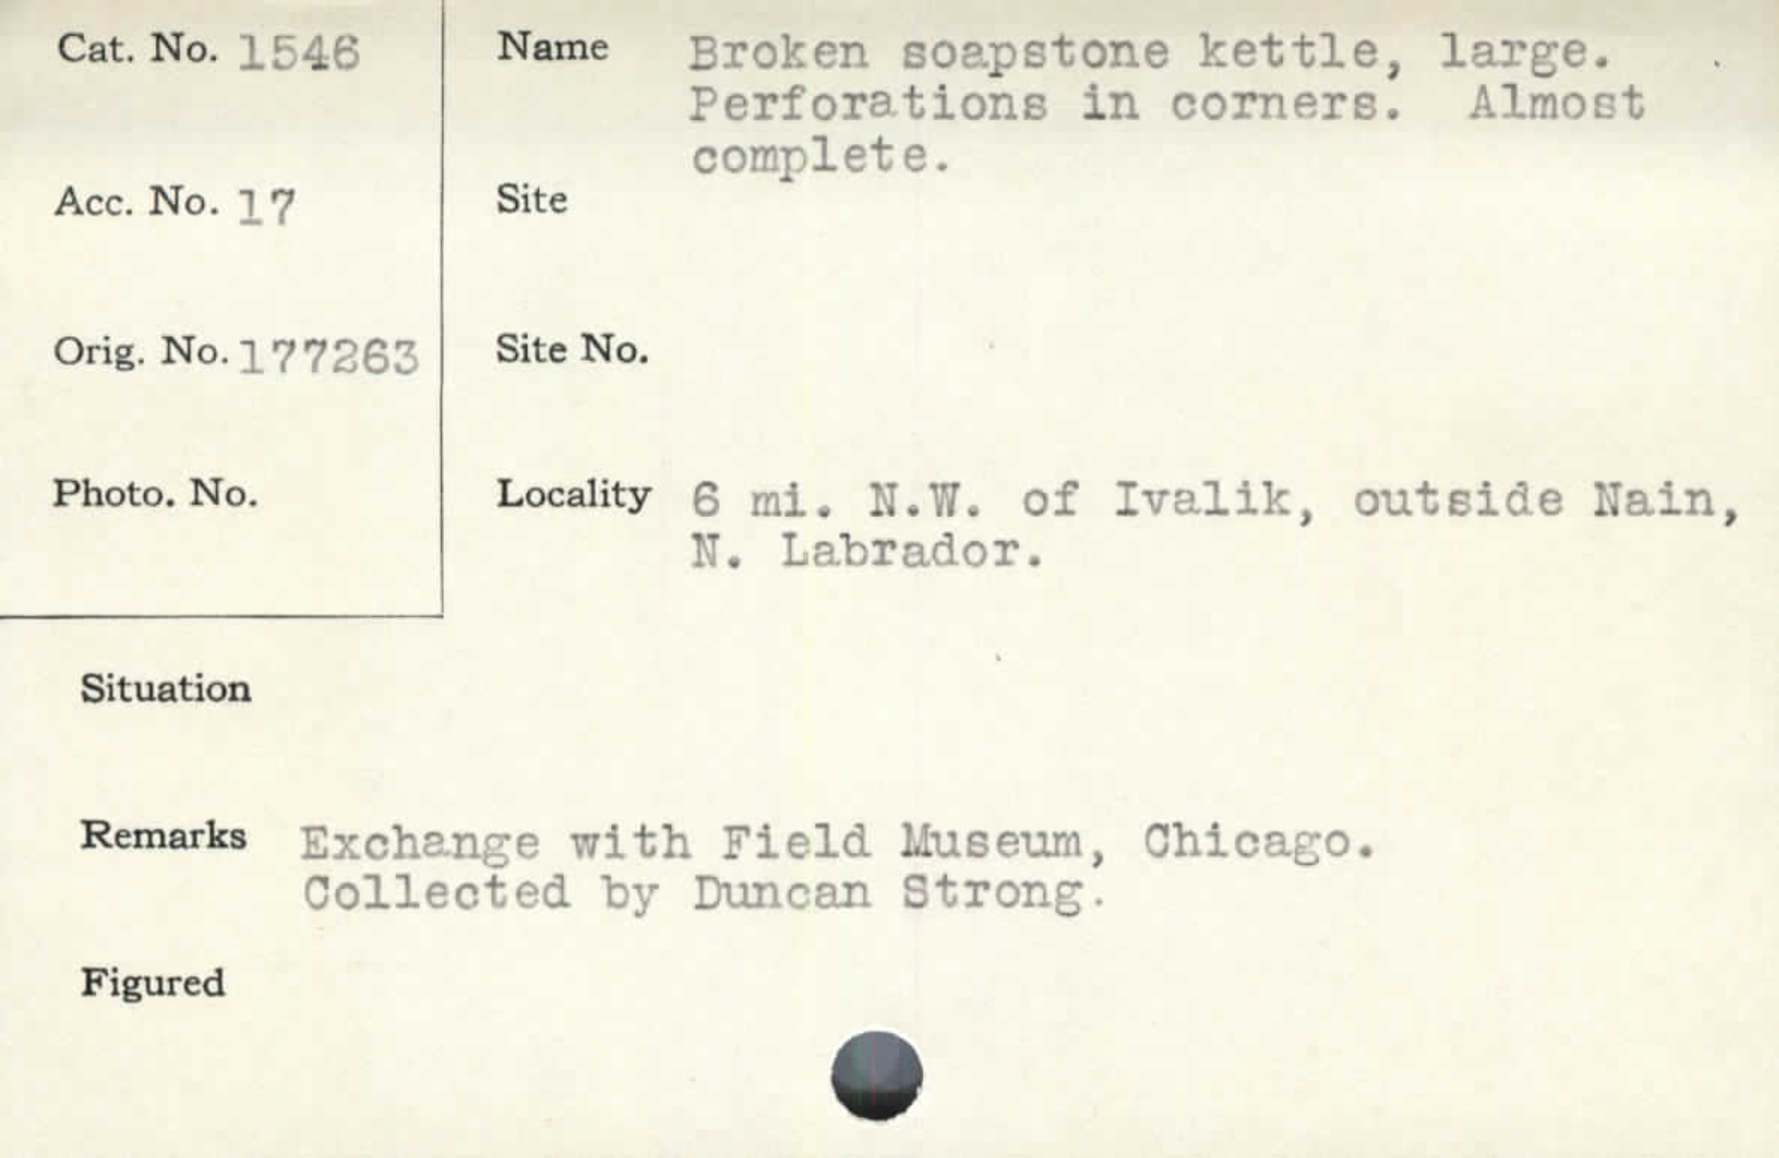 Cat. No. 1546
Acc. No. 17
Orig. No. 177263
Photo. No.
Name Broken soapstone kettle, large.
Perforations in corners. Almost
complete.
Site
Site No.
Locality 6 mi. N.W. of Ivalik, outside Nain,
N. Labrador.
Situation
Remarks Exchange with Field Museum, Chicago.
Collected by Duncan Strong.
Figured